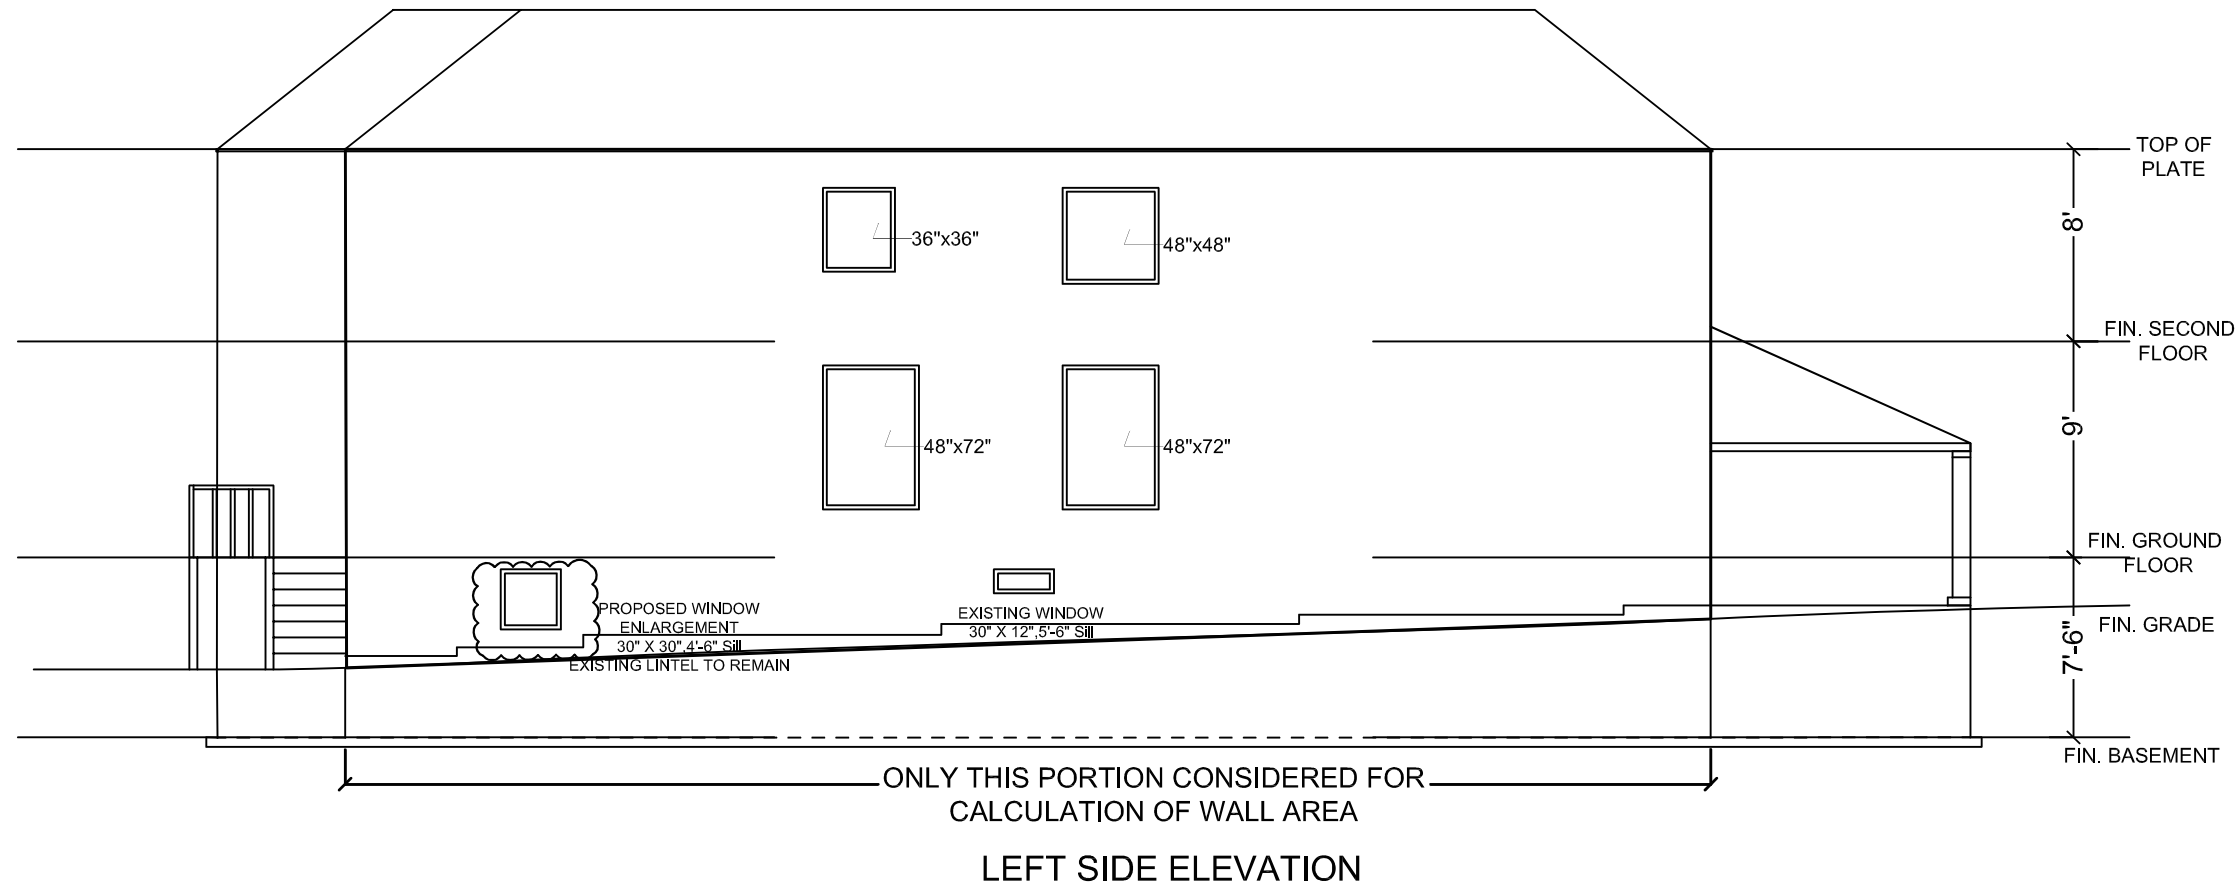 TOP OF
PLATE
8'
36"x36"
48"x48"
FIN. SECOND
FLOOR
9'
48"x72"
48"x72"
FIN. GROUND
FLOOR
PROPOSED WINDOW
ENLARGEMENT
30" X 30",4'-6" Sill
EXISTING LINTEL TO REMAIN
EXISTING WINDOW
30" X 12",5'-6" Sill
FIN. GRADE
7'-6"
FIN. BASEMENT
ONLY THIS PORTION CONSIDERED FOR
CALCULATION OF WALL AREA
LEFT SIDE ELEVATION